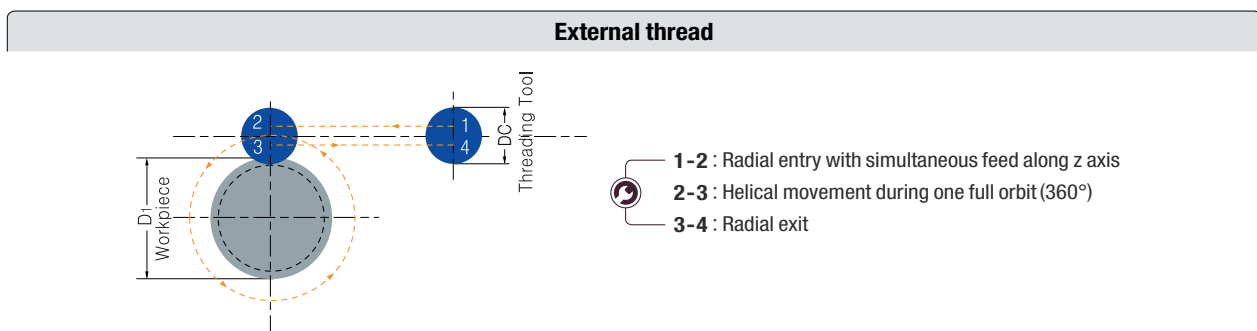 External thread
2
3
1
4
DC
Threading Tool
D1
Workpiece
1-2 : Radial entry with simultaneous feed along z axis
2-3 : Helical movement during one full orbit (360°)
3-4 : Radial exit